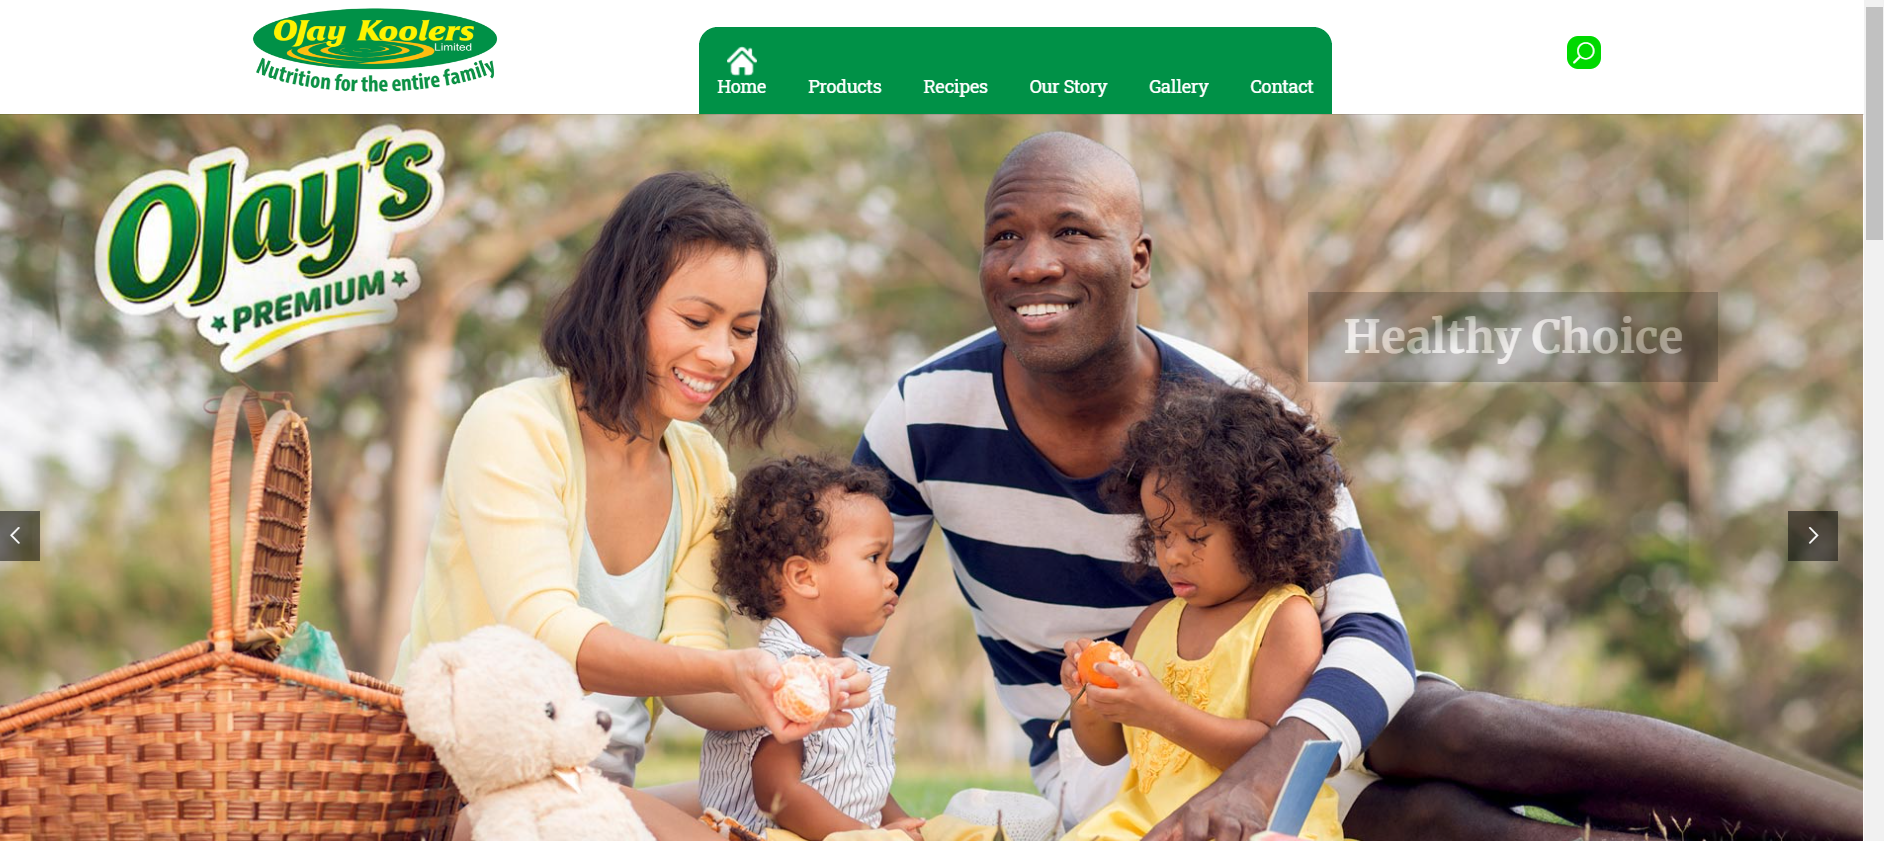 OJay Koolers
Limited
Nutrition for the entire family
Home
Products
Recipes
Our Story
Gallery
Contact
OJay's
PREMIUM
Healthy Choice